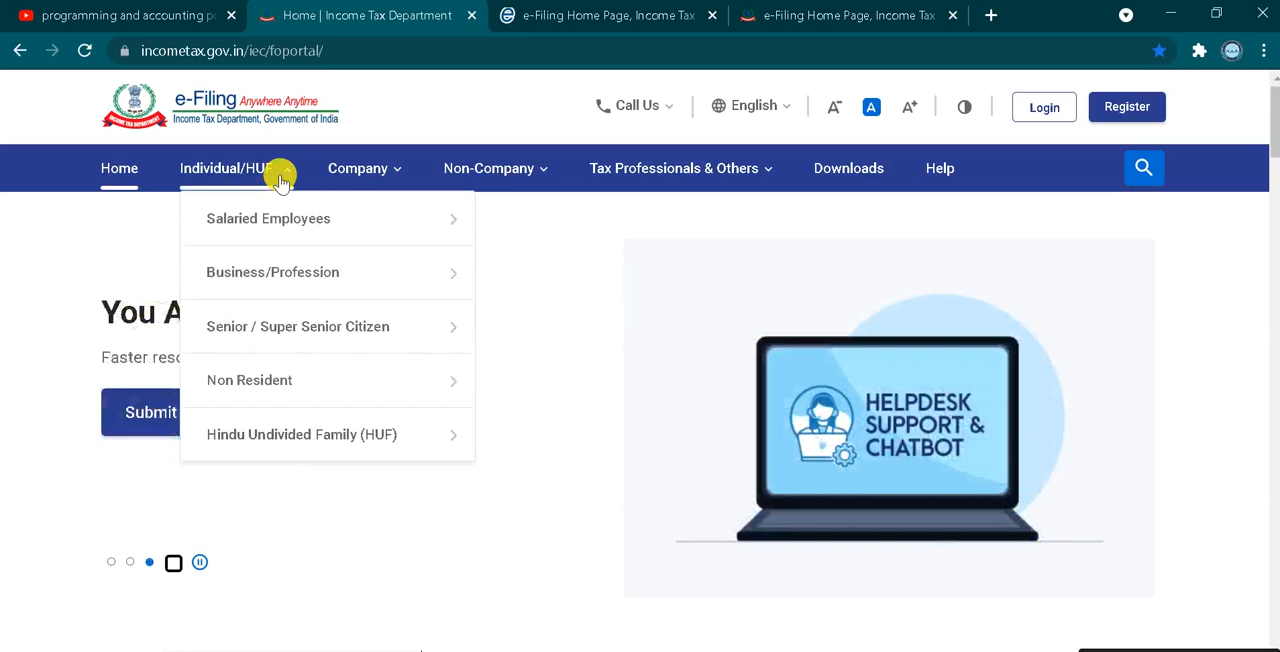 programming and accounting po
Home | Income Tax Department
e-Filing Home Page, Income Tax
e-Filing Home Page, Income Tax
incometax.gov.in/iec/foportal/
e-Filing Anywhere Anytime
Income Tax Department, Government of India
Call Us
English
A-
A
A+
Login
Register
Home
Individual/HUF
Company
Non-Company
Tax Professionals & Others
Downloads
Help
Salaried Employees
Business/Profession
Senior / Super Senior Citizen
Non Resident
Hindu Undivided Family (HUF)
You A
Faster reso
Submit
HELPDESK
SUPPORT &
CHATBOT